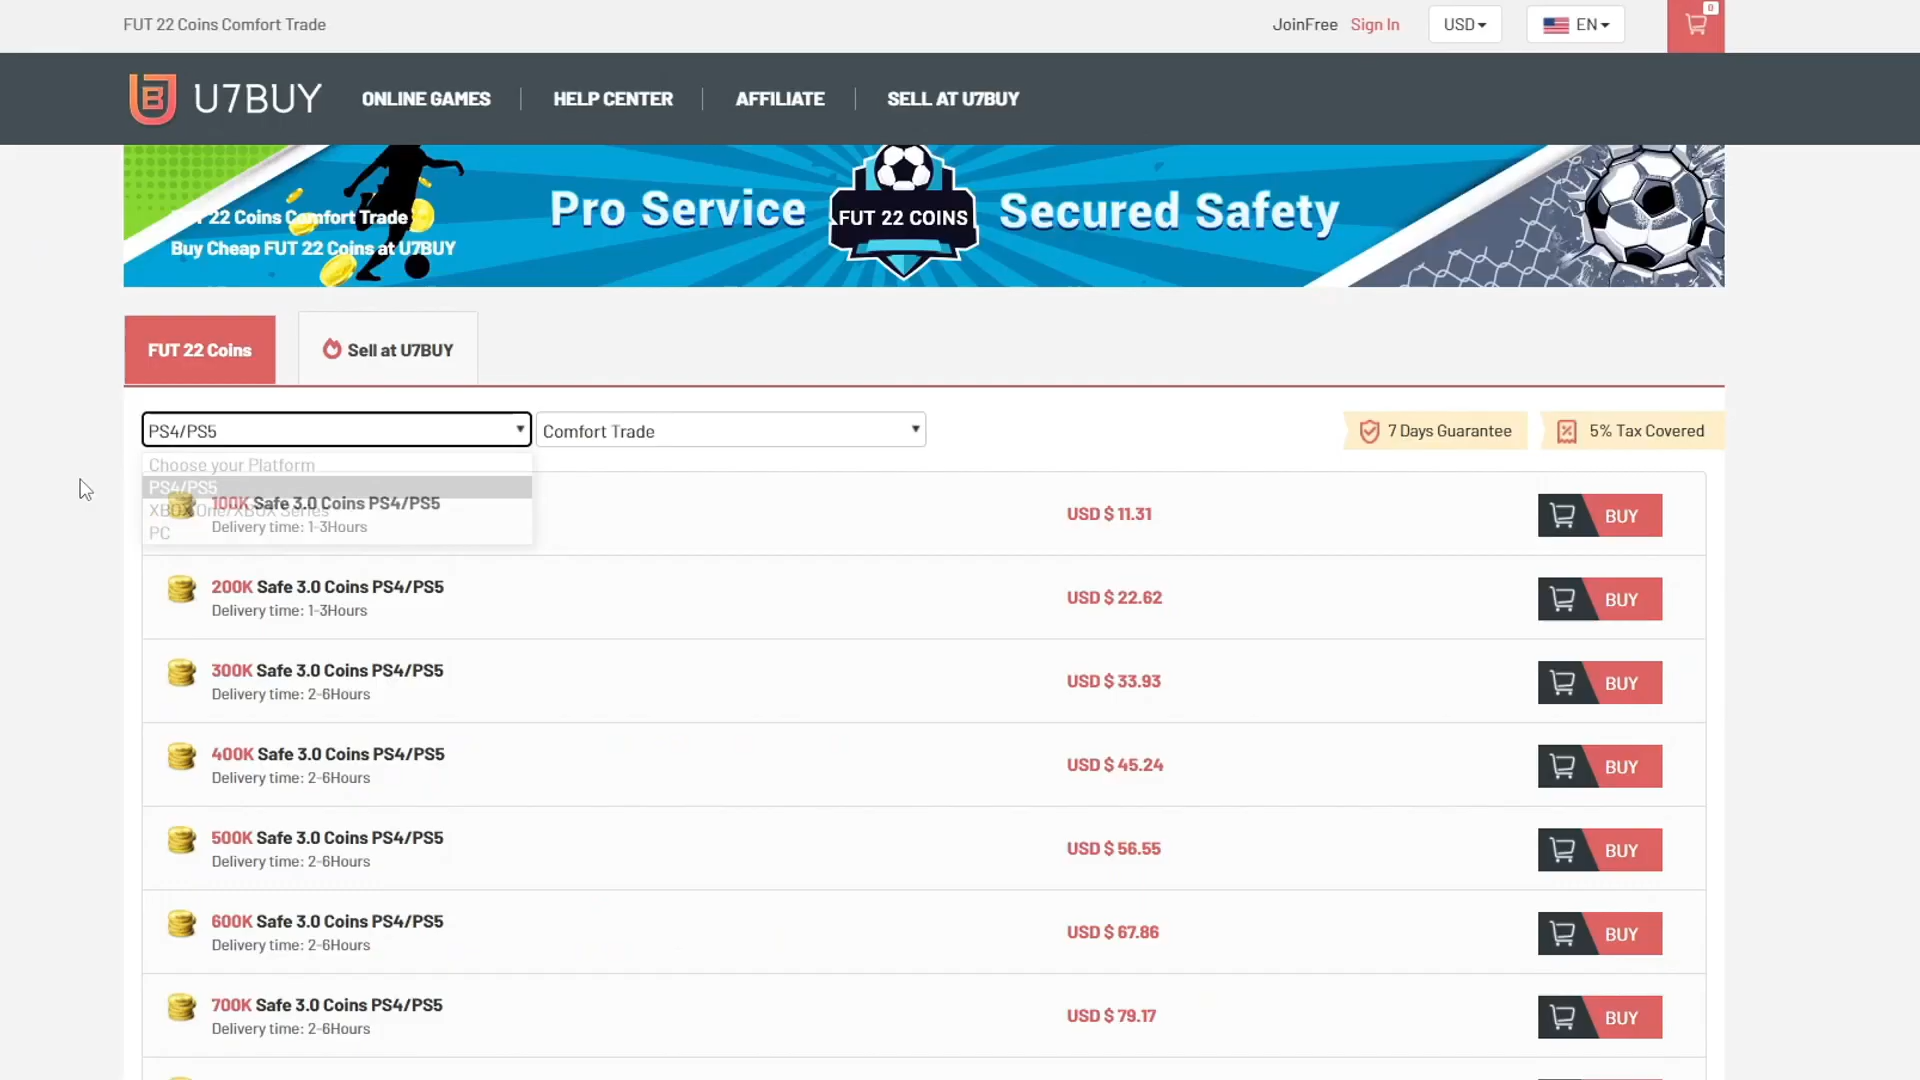 FUT 22 Coins Comfort Trade
JoinFree Sign In
USD
EN
0
U7BUY
ONLINE GAMES
HELP CENTER
AFFILIATE
SELL AT U7BUY
FUT 22 Coins Comfort Trade
Buy Cheap FUT 22 Coins at U7BUY
Pro Service
FUT 22 COINS
Secured Safety
FUT 22 Coins
Sell at U7BUY
PS4/PS5
Comfort Trade
7 Days Guarantee
5% Tax Covered
Choose your Platform
PS4/PS5
XBOX One/XBOX Series
PC
100K Safe 3.0 Coins PS4/PS5
Delivery time: 1-3Hours
USD $ 11.31
BUY
200K Safe 3.0 Coins PS4/PS5
Delivery time: 1-3Hours
USD $ 22.62
BUY
300K Safe 3.0 Coins PS4/PS5
Delivery time: 2-6Hours
USD $ 33.93
BUY
400K Safe 3.0 Coins PS4/PS5
Delivery time: 2-6Hours
USD $ 45.24
BUY
500K Safe 3.0 Coins PS4/PS5
Delivery time: 2-6Hours
USD $ 56.55
BUY
600K Safe 3.0 Coins PS4/PS5
Delivery time: 2-6Hours
USD $ 67.86
BUY
700K Safe 3.0 Coins PS4/PS5
Delivery time: 2-6Hours
USD $ 79.17
BUY